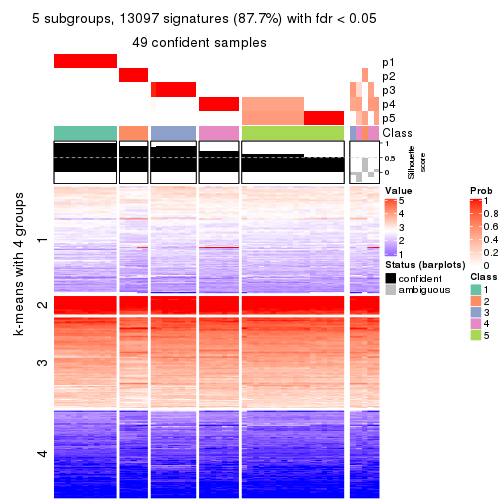 5 subgroups, 13097 signatures (87.7%) with fdr < 0.05
49 confident samples
p1
p2
p3
p4
p5
Class
1
0.5
0
Silhouette
score
k-means with 4 groups
1
2
3
4
Value
5
4
3
2
1
Status (barplots)
confident
ambiguous
Prob
1
0.8
0.6
0.4
0.2
0
Class
1
2
3
4
5